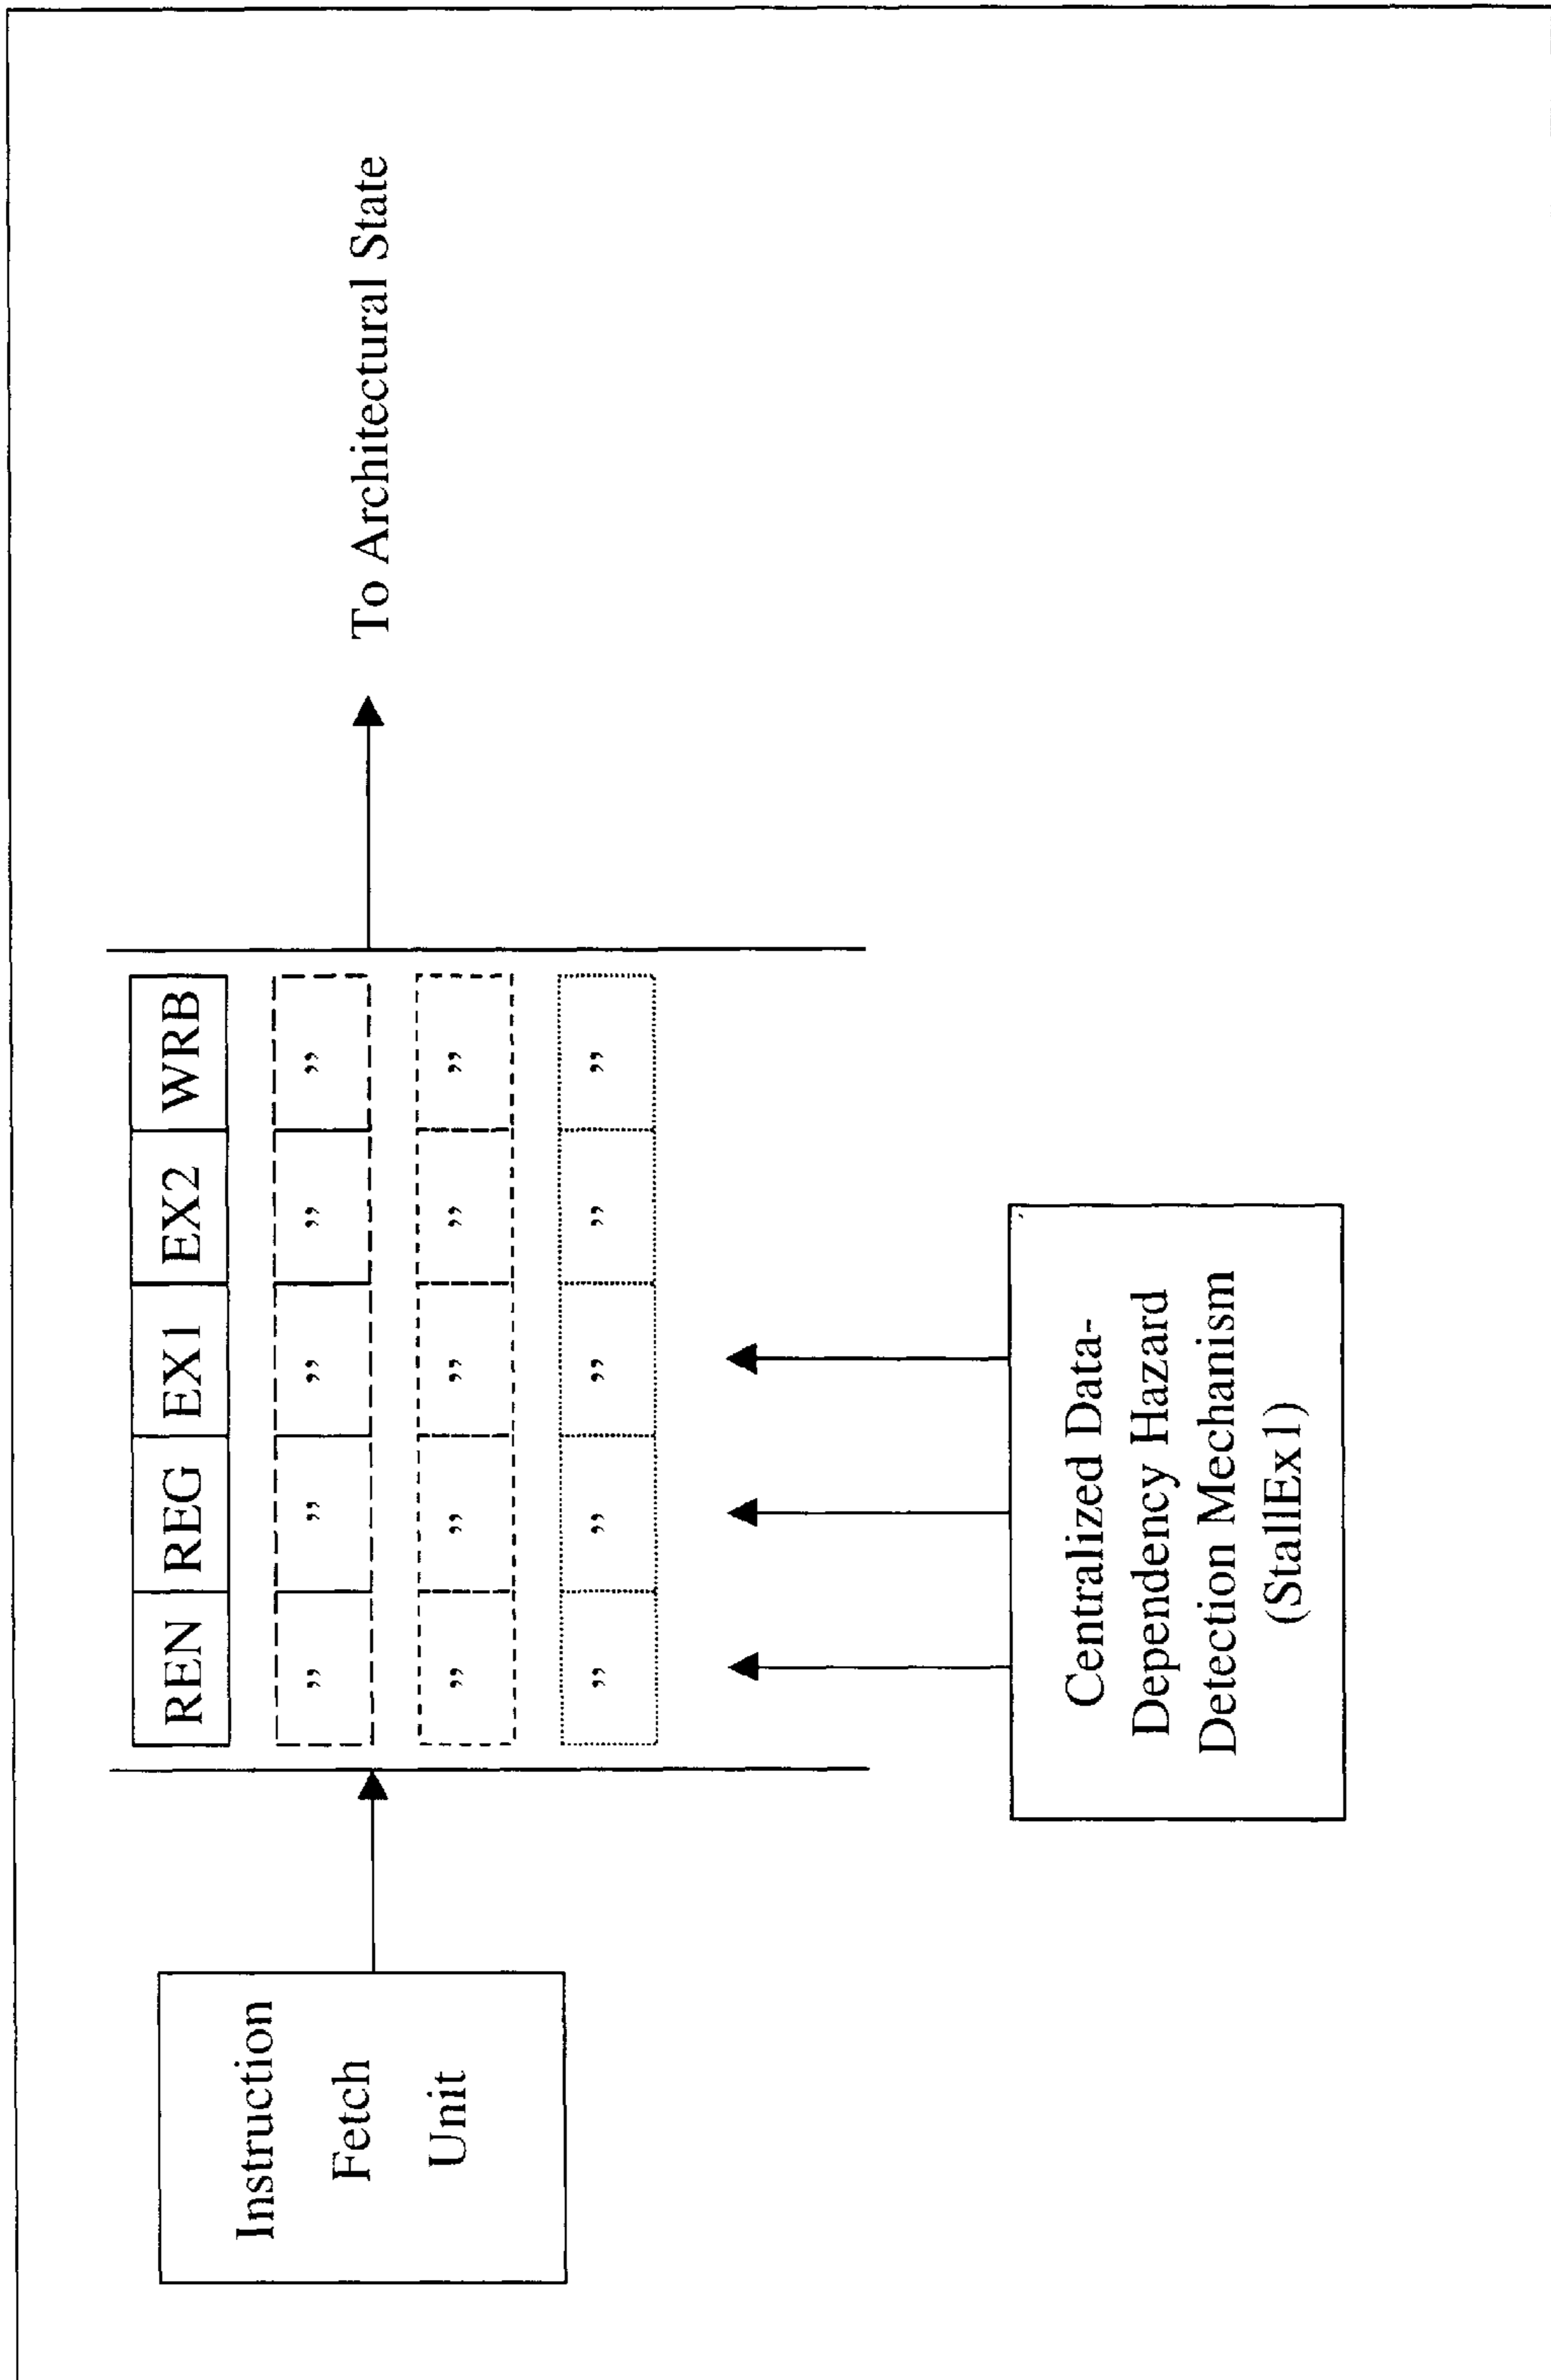 REN REG EX1 EX2 WRB
” ” ” ” ”
” ” ” ” ”
” ” ” ” ”
Instruction
Fetch
Unit
To Architectural State
Centralized Data-
Dependency Hazard
Detection Mechanism
(StallEx1)